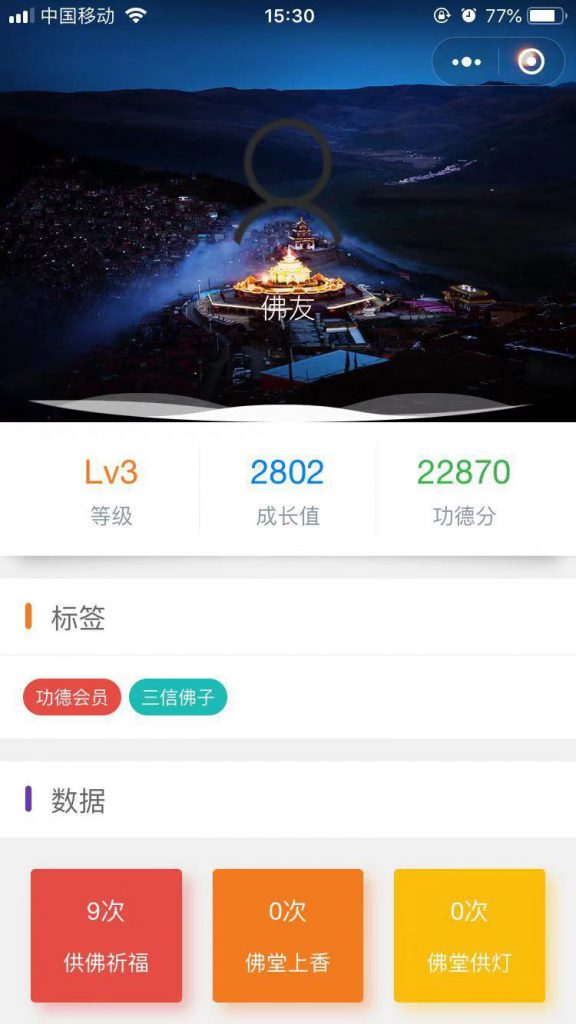 中国移动 15:30 77%
佛友
Lv3 2802 22870
等级 成长值 功德分
标签
功德会员 三信佛子
数据
9次 0次 0次
供佛祈福 佛堂上香 佛堂供灯